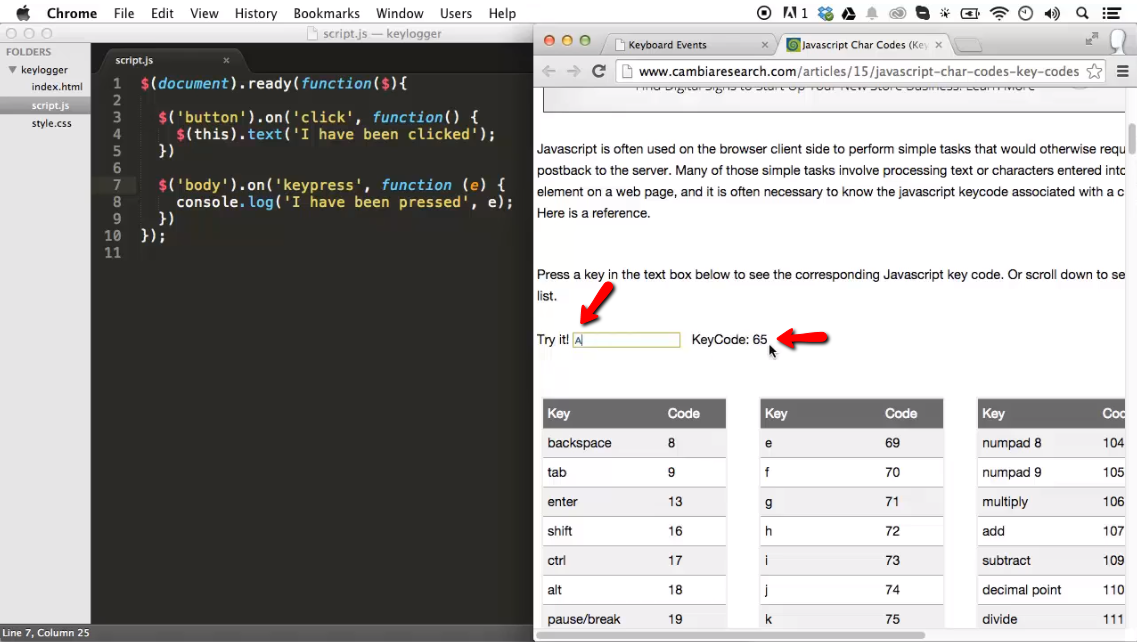 Chrome File Edit View History Bookmarks Window Users Help
1
script.js — keylogger
FOLDERS
keylogger
index.html
script.js
style.css
script.js
1 $(document).ready(function($){
2
3 $('button').on('click', function() {
4 $(this).text('I have been clicked');
5 })
6
7 $('body').on('keypress', function (e) {
8 console.log('I have been pressed', e);
9 })
10 });
11
Line 7, Column 25
Keyboard Events
Javascript Char Codes (Key
www.cambiaresearch.com/articles/15/javascript-char-codes-key-codes
Find Digital Signs to Start Up Your New Store Business. Learn More
Javascript is often used on the browser client side to perform simple tasks that would otherwise requ
postback to the server. Many of those simple tasks involve processing text or characters entered into
element on a web page, and it is often necessary to know the javascript keycode associated with a c
Here is a reference.
Press a key in the text box below to see the corresponding Javascript key code. Or scroll down to se
list.
Try it! A KeyCode: 65
Key Code Key Code Key Coc
backspace 8 e 69 numpad 8 104
tab 9 f 70 numpad 9 105
enter 13 g 71 multiply 106
shift 16 h 72 add 107
ctrl 17 i 73 subtract 109
alt 18 j 74 decimal point 110
pause/break 19 k 75 divide 111